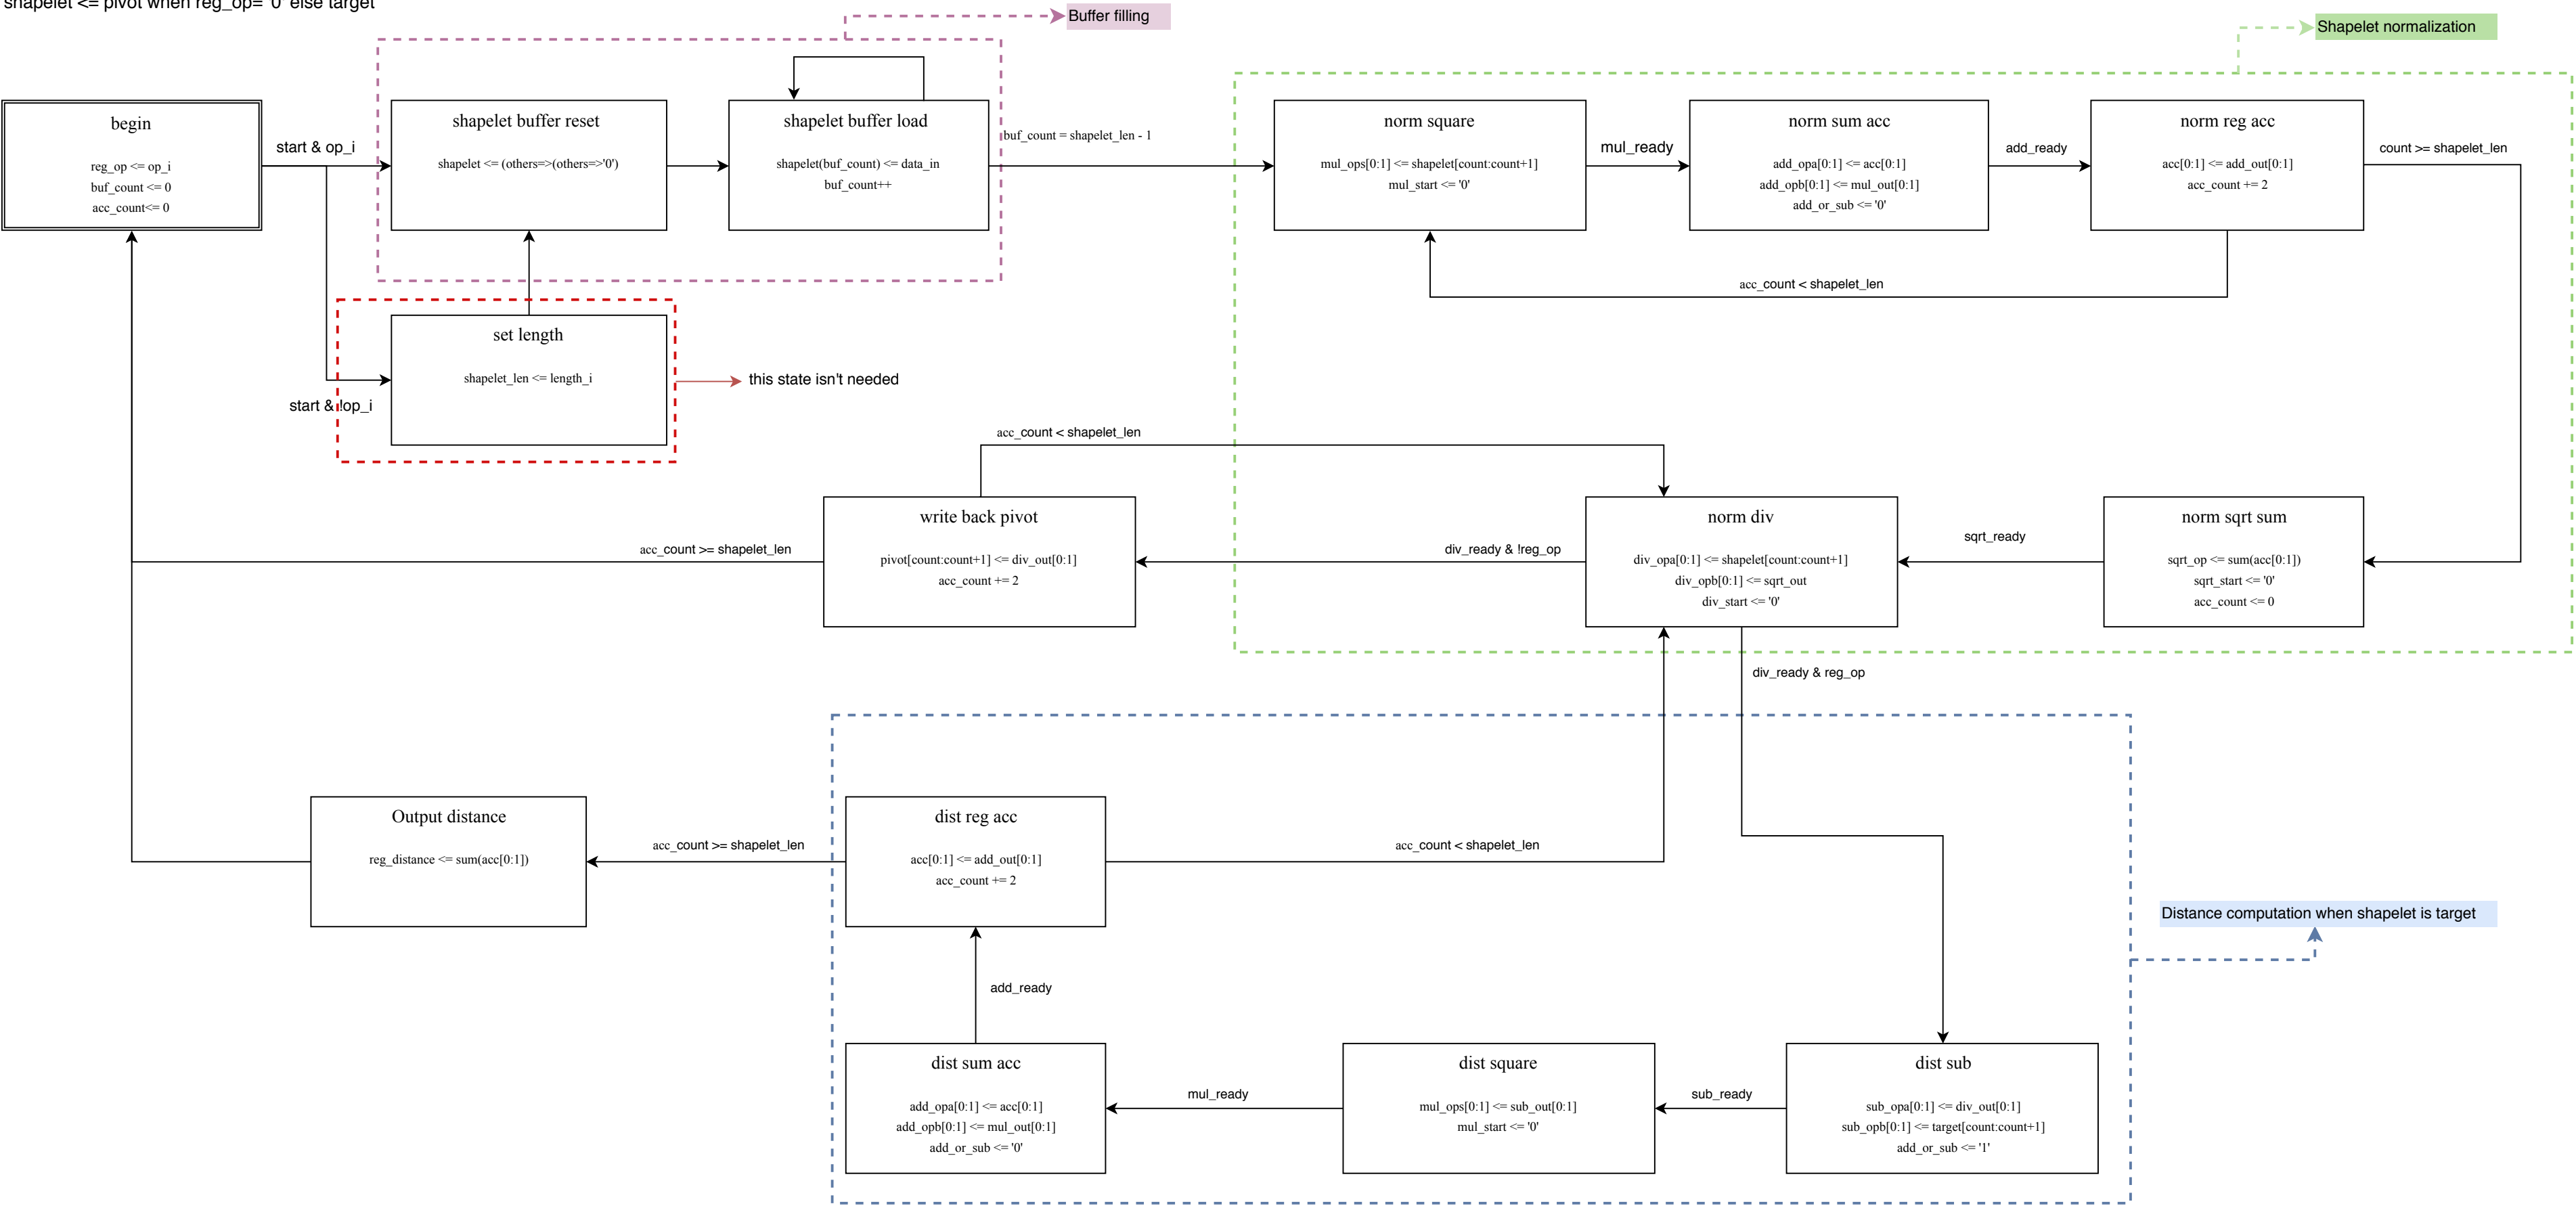 shapelet <= pivot when reg_op= '0' else target
Buffer filling
Shapelet normalization
begin
reg_op <= op_i
buf_count <= 0
acc_count<= 0
start & op_i
shapelet buffer reset
shapelet <= (others=>(others=>'0')
shapelet buffer load
shapelet(buf_count) <= data_in
buf_count++
buf_count = shapelet_len - 1
norm square
mul_ops[0:1] <= shapelet[count:count+1]
mul_start <= '0'
mul_ready
norm sum acc
add_opa[0:1] <= acc[0:1]
add_opb[0:1] <= mul_out[0:1]
add_or_sub <= '0'
add_ready
norm reg acc
acc[0:1] <= add_out[0:1]
acc_count += 2
count >= shapelet_len
acc_count < shapelet_len
set length
shapelet_len <= length_i
start & !op_i
this state isn't needed
acc_count < shapelet_len
write back pivot
pivot[count:count+1] <= div_out[0:1]
acc_count += 2
acc_count >= shapelet_len
div_ready & !reg_op
norm div
div_opa[0:1] <= shapelet[count:count+1]
div_opb[0:1] <= sqrt_out
div_start <= '0'
sqrt_ready
norm sqrt sum
sqrt_op <= sum(acc[0:1])
sqrt_start <= '0'
acc_count <= 0
div_ready & reg_op
Output distance
reg_distance <= sum(acc[0:1])
acc_count >= shapelet_len
dist reg acc
acc[0:1] <= add_out[0:1]
acc_count += 2
acc_count < shapelet_len
Distance computation when shapelet is target
add_ready
dist sum acc
add_opa[0:1] <= acc[0:1]
add_opb[0:1] <= mul_out[0:1]
add_or_sub <= '0'
mul_ready
dist square
mul_ops[0:1] <= sub_out[0:1]
mul_start <= '0'
sub_ready
dist sub
sub_opa[0:1] <= div_out[0:1]
sub_opb[0:1] <= target[count:count+1]
add_or_sub <= '1'